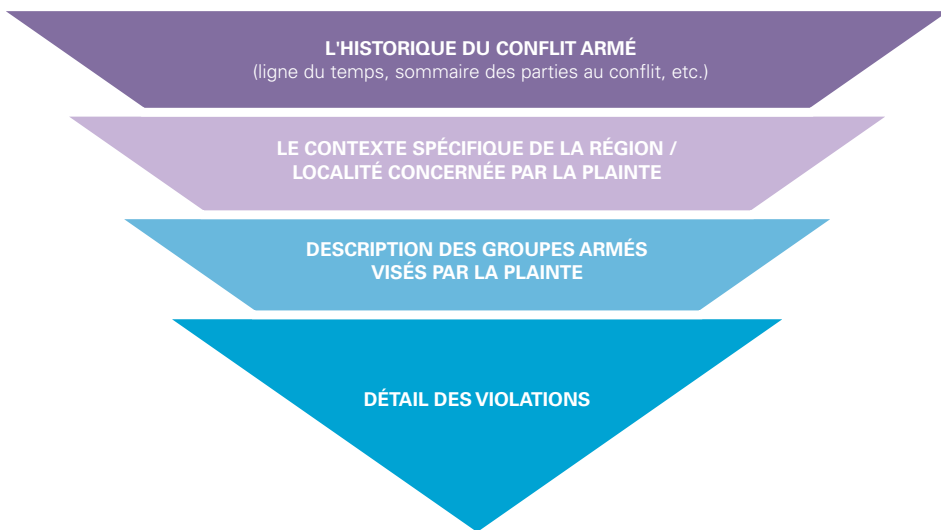 L'HISTORIQUE DU CONFLIT ARMÉ
(ligne du temps, sommaire des parties au conflit, etc.)
LE CONTEXTE SPÉCIFIQUE DE LA RÉGION /
LOCALITÉ CONCERNÉE PAR LA PLAINTE
DESCRIPTION DES GROUPES ARMÉS
VISÉS PAR LA PLAINTE
DÉTAIL DES VIOLATIONS